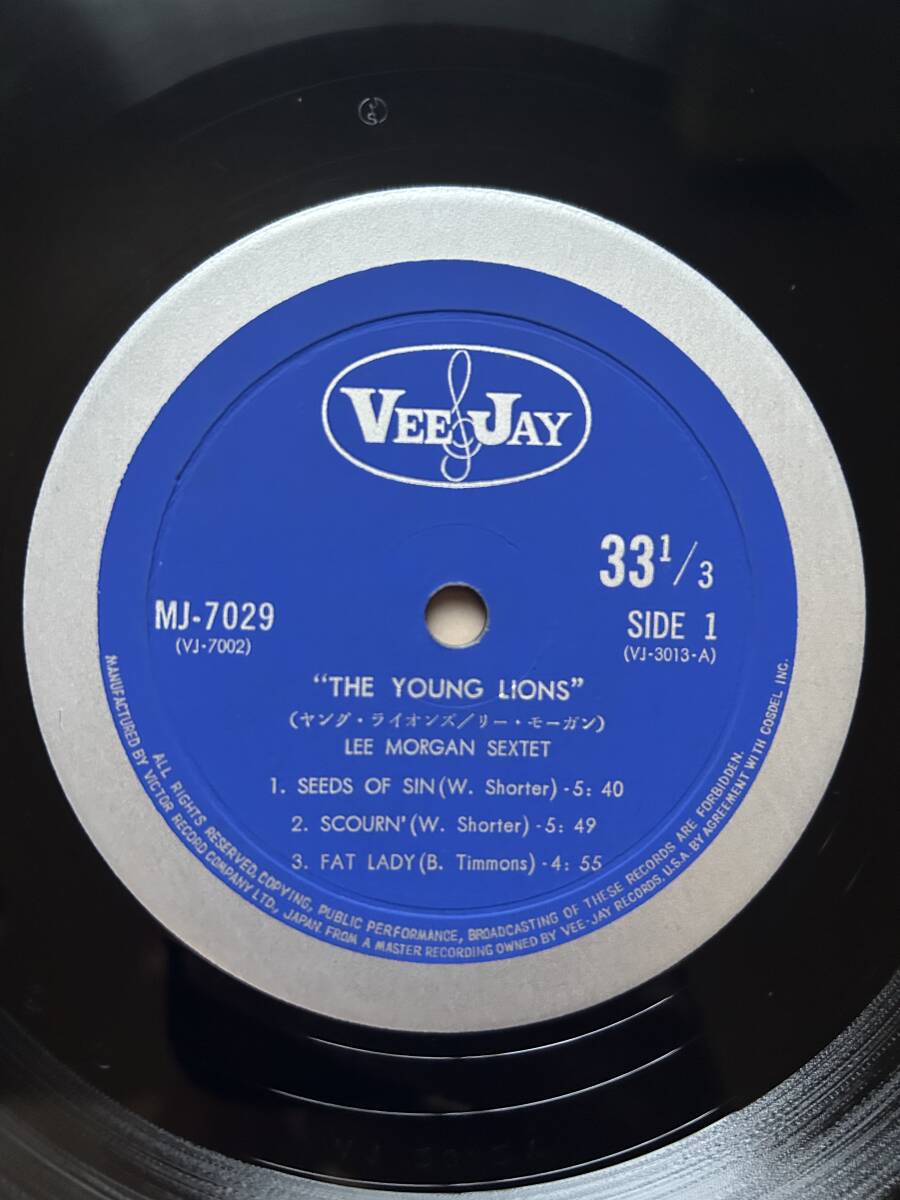 VEE JAY
33 1/3
MJ-7029
(VJ-7002)
SIDE 1
(VJ-3013-A)
"THE YOUNG LIONS"
(ヤング・ライオンズ/リー・モーガン)
LEE MORGAN SEXTET
1. SEEDS OF SIN (W. Shorter) - 5: 40
2. SCOURN' (W. Shorter) - 5: 49
3. FAT LADY (B. Timmons) - 4: 55
ALL RIGHTS RESERVED, COPYING, PUBLIC PERFORMANCE, BROADCASTING OF THESE RECORDS ARE FORBIDDEN.
MANUFACTURED BY VICTOR RECORD COMPANY LTD., JAPAN. FROM A MASTER RECORDING OWNED BY VEE-JAY RECORDS, U.S.A. BY AGREEMENT WITH COSDEL INC.